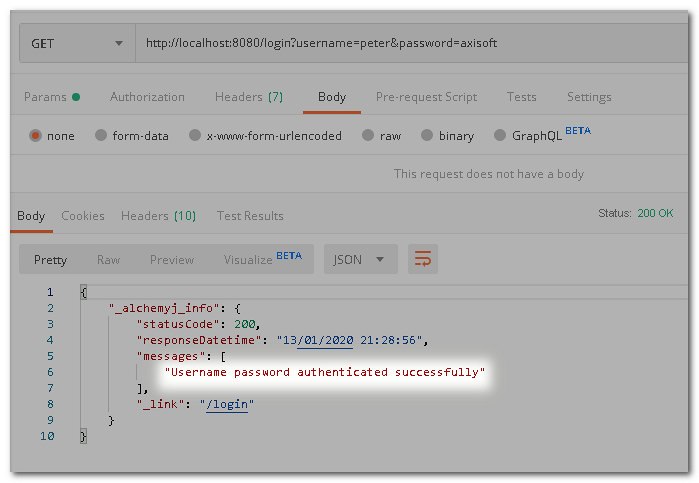 GET http://localhost:8080/login?username=peter&password=axisoft
Params Authorization Headers (7) Body Pre-request Script Tests Settings
none form-data x-www-form-urlencoded raw binary GraphQL BETA
This request does not have a body
Body Cookies Headers (10) Test Results Status: 200 OK
Pretty Raw Preview Visualize BETA JSON
1 {
2 "_alchemyj_info": {
3 "statusCode": 200,
4 "responseDatetime": "13/01/2020 21:28:56",
5 "messages": [
6 "Username password authenticated successfully"
7 ],
8 "_link": "/login"
9 }
10 }